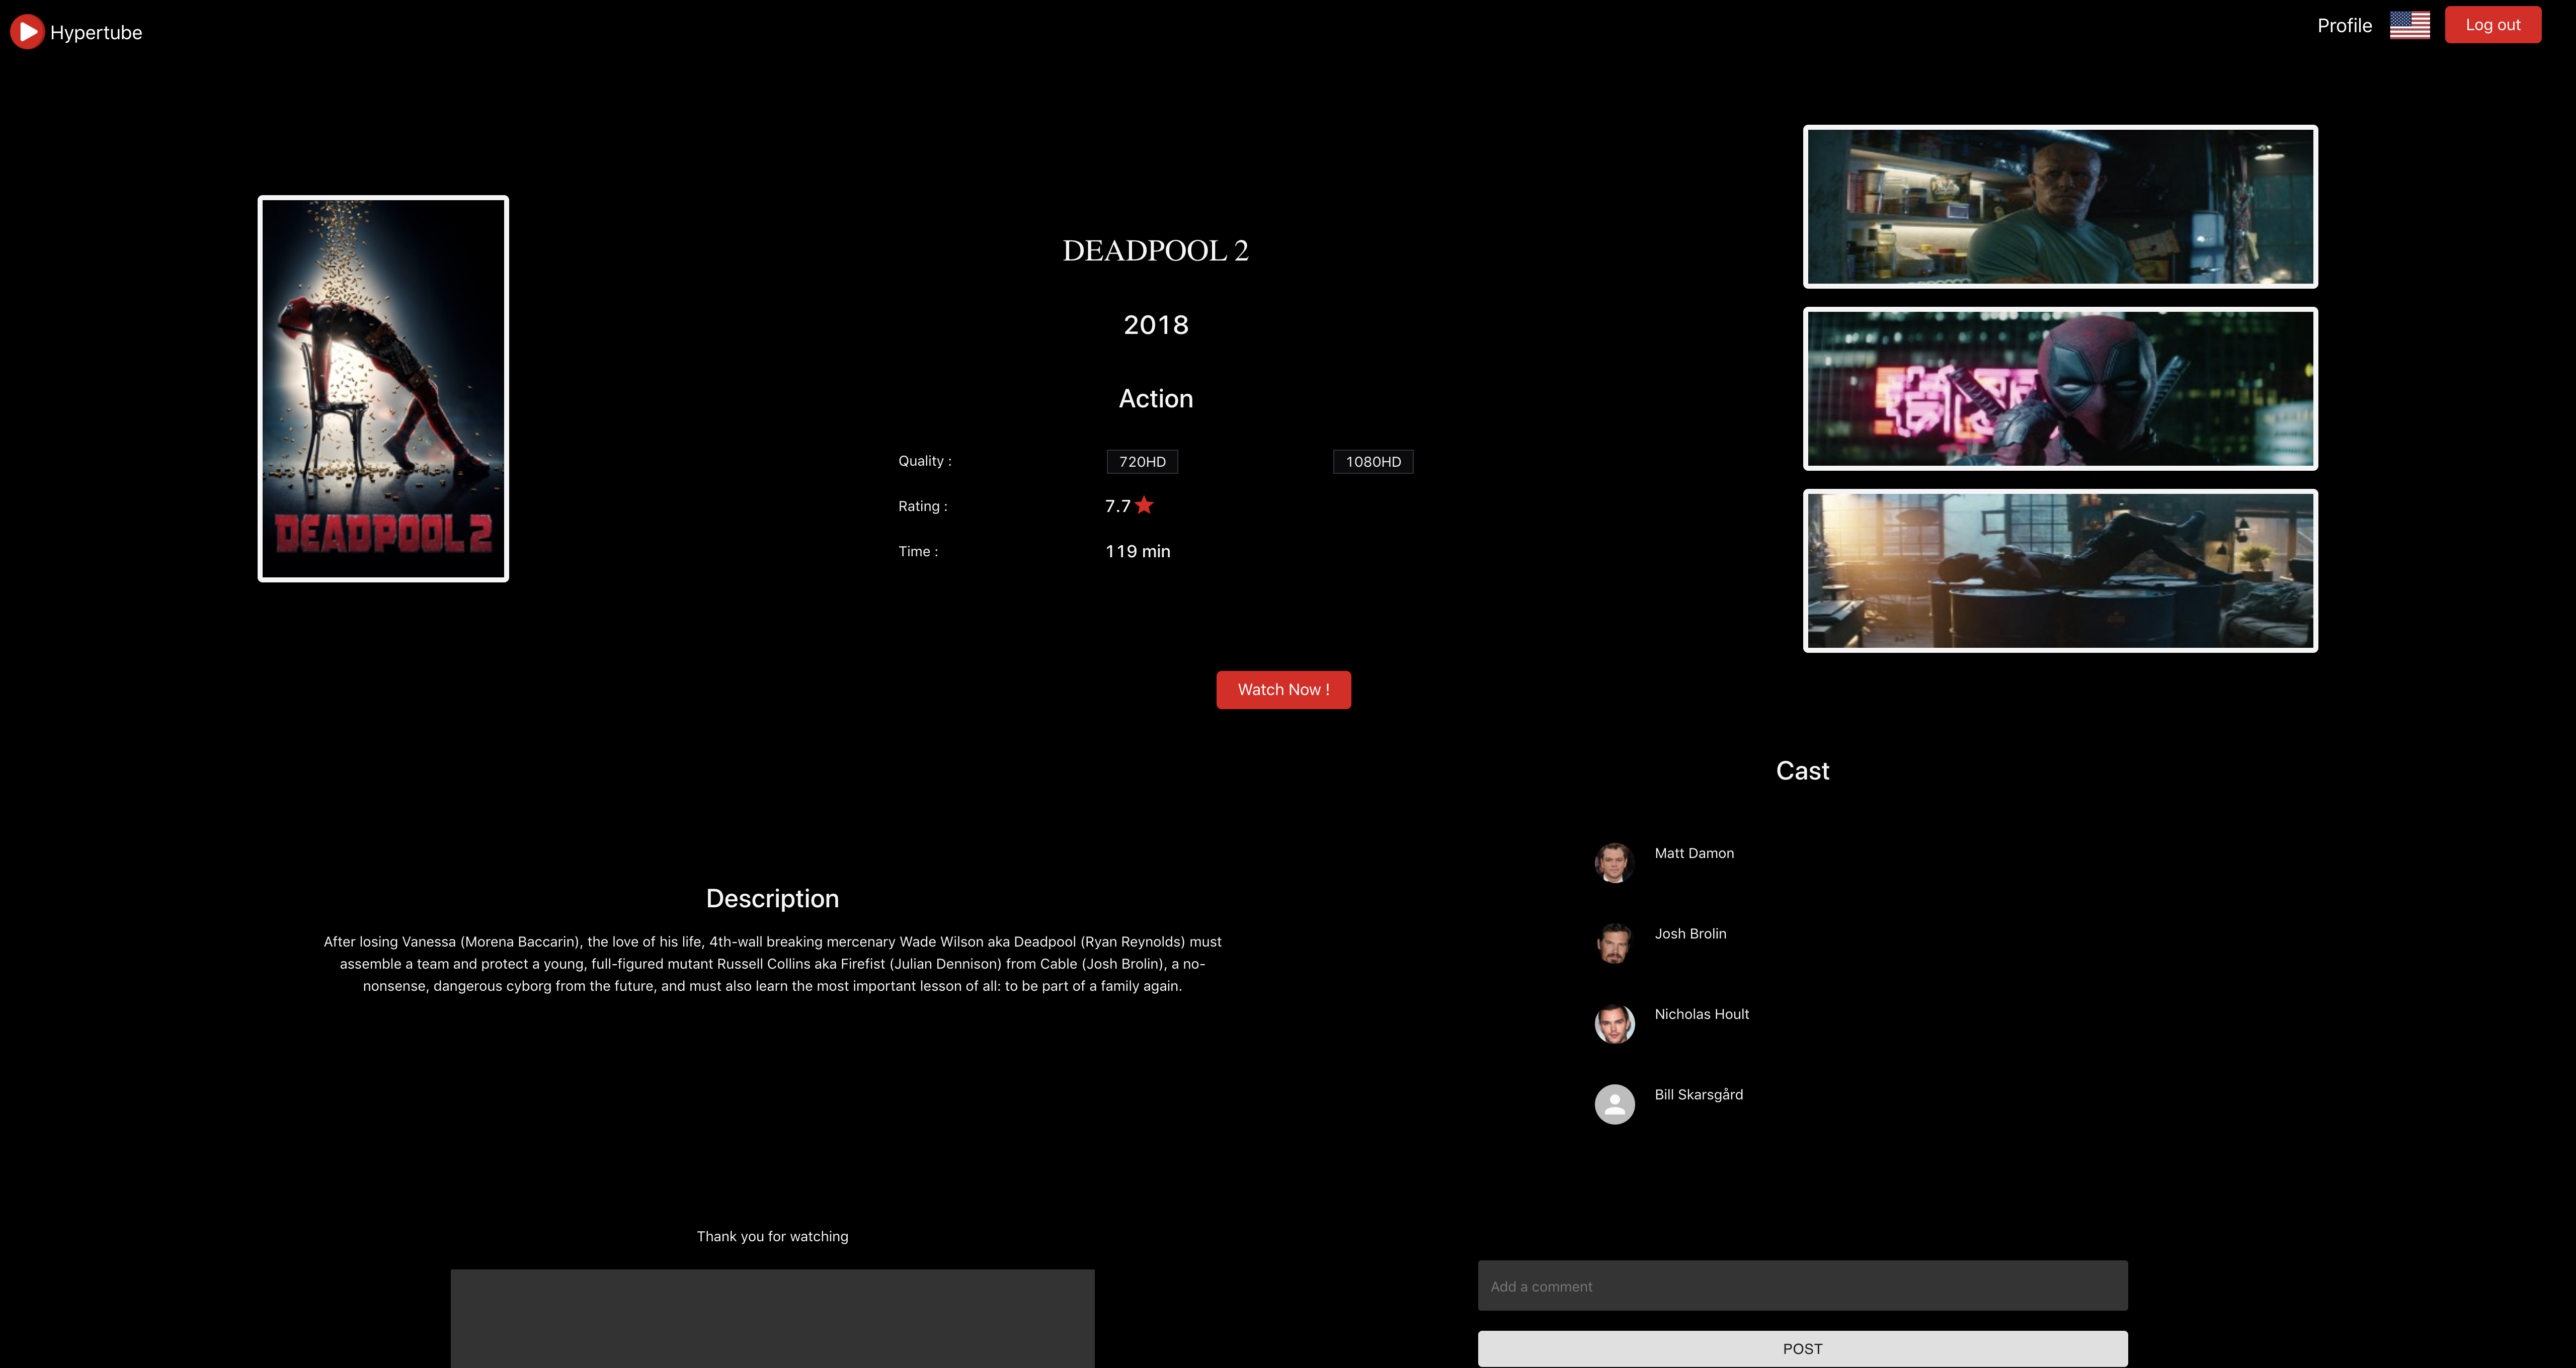 Hypertube
Profile
Log out
DEADPOOL 2
DEADPOOL 2
2018
Action
Quality :
720HD
1080HD
Rating :
7.7
Time :
119 min
Watch Now !
Cast
Matt Damon
Josh Brolin
Nicholas Hoult
Bill Skarsgård
Description
After losing Vanessa (Morena Baccarin), the love of his life, 4th-wall breaking mercenary Wade Wilson aka Deadpool (Ryan Reynolds) must
assemble a team and protect a young, full-figured mutant Russell Collins aka Firefist (Julian Dennison) from Cable (Josh Brolin), a no-
nonsense, dangerous cyborg from the future, and must also learn the most important lesson of all: to be part of a family again.
Thank you for watching
Add a comment
POST